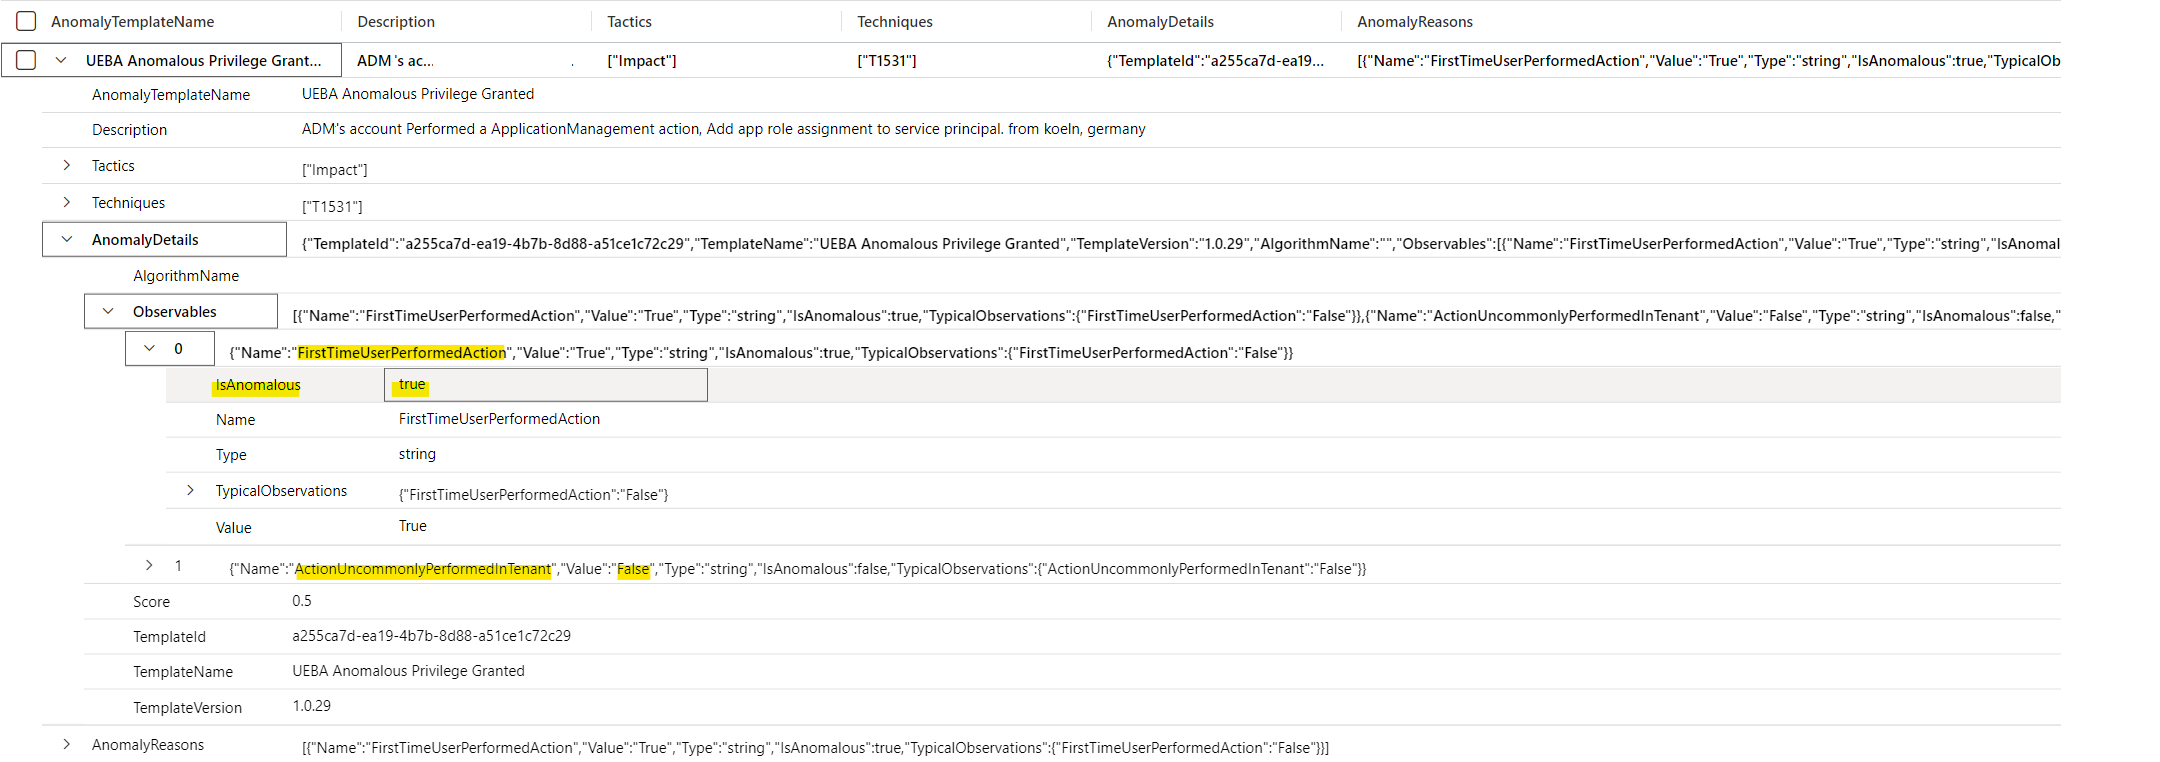 AnomalyTemplateName Description Tactics Techniques AnomalyDetails AnomalyReasons
UEBA Anomalous Privilege Grant... ADM 's ac... . ["Impact"] ["T1531"] {"TemplateId":"a255ca7d-ea19... [{"Name":"FirstTimeUserPerformedAction","Value":"True","Type":"string","IsAnomalous":true,"TypicalOb
AnomalyTemplateName UEBA Anomalous Privilege Granted
Description ADM's account Performed a ApplicationManagement action, Add app role assignment to service principal. from koeln, germany
Tactics ["Impact"]
Techniques ["T1531"]
AnomalyDetails {"TemplateId":"a255ca7d-ea19-4b7b-8d88-a51ce1c72c29","TemplateName":"UEBA Anomalous Privilege Granted","TemplateVersion":"1.0.29","AlgorithmName":"","Observables":[{"Name":"FirstTimeUserPerformedAction","Value":"True","Type":"string","IsAnomal
AlgorithmName
Observables [{"Name":"FirstTimeUserPerformedAction","Value":"True","Type":"string","IsAnomalous":true,"TypicalObservations":{"FirstTimeUserPerformedAction":"False"}},{"Name":"ActionUncommonlyPerformedInTenant","Value":"False","Type":"string","IsAnomalous":false,"
0 {"Name":"FirstTimeUserPerformedAction","Value":"True","Type":"string","IsAnomalous":true,"TypicalObservations":{"FirstTimeUserPerformedAction":"False"}}
IsAnomalous true
Name FirstTimeUserPerformedAction
Type string
TypicalObservations {"FirstTimeUserPerformedAction":"False"}
Value True
1 {"Name":"ActionUncommonlyPerformedInTenant","Value":"False","Type":"string","IsAnomalous":false,"TypicalObservations":{"ActionUncommonlyPerformedInTenant":"False"}}
Score 0.5
TemplateId a255ca7d-ea19-4b7b-8d88-a51ce1c72c29
TemplateName UEBA Anomalous Privilege Granted
TemplateVersion 1.0.29
AnomalyReasons [{"Name":"FirstTimeUserPerformedAction","Value":"True","Type":"string","IsAnomalous":true,"TypicalObservations":{"FirstTimeUserPerformedAction":"False"}}]